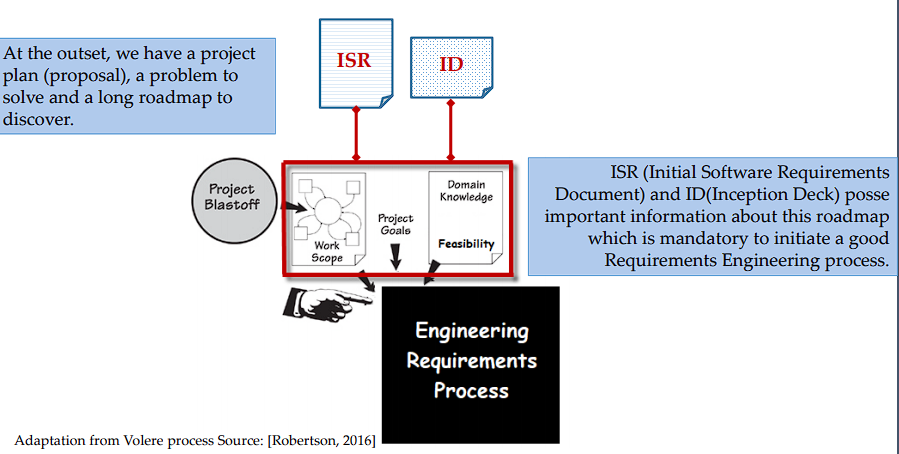 At the outset, we have a project
plan (proposal), a problem to
solve and a long roadmap to
discover.
ISR
ID
Project
Blastoff
Work
Scope
Project
Goals
Domain
Knowledge
Feasibility
ISR (Initial Software Requirements
Document) and ID(Inception Deck) posse
important information about this roadmap
which is mandatory to initiate a good
Requirements Engineering process.
Engineering
Requirements
Process
Adaptation from Volere process Source: [Robertson, 2016]